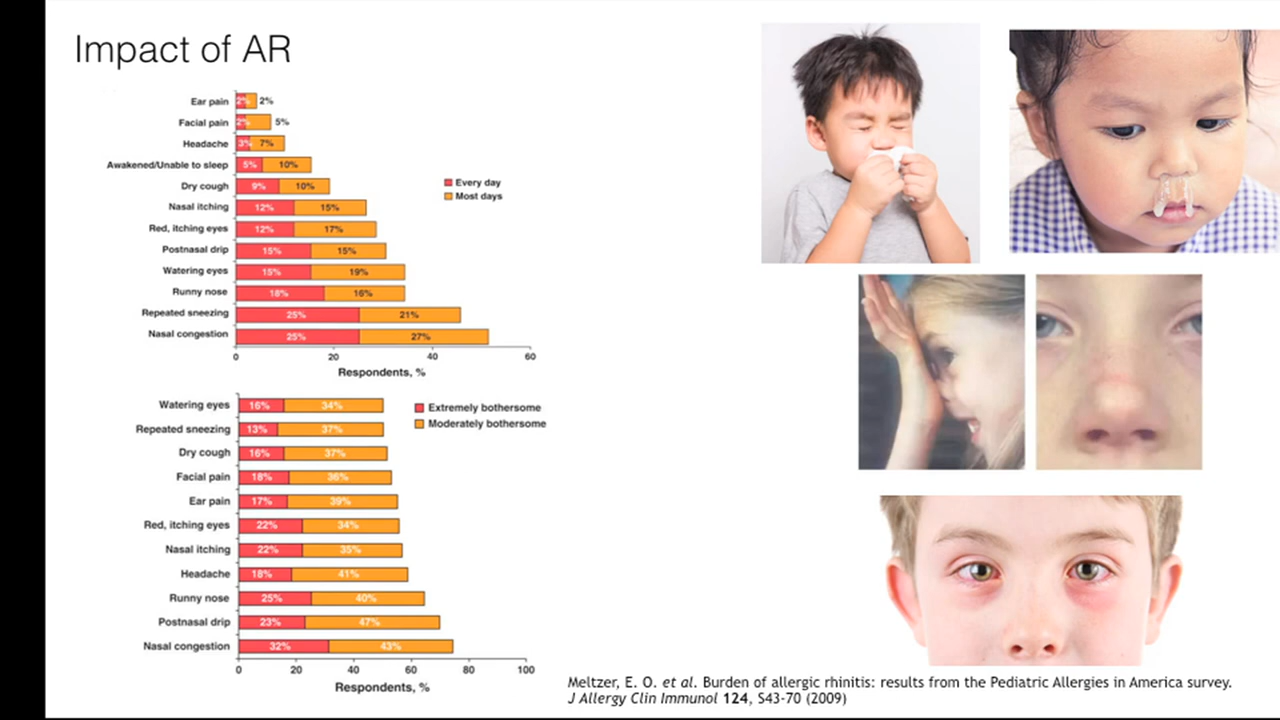 Impact of AR
Ear pain 2% 2%
Facial pain 2% 5%
Headache 3% 7%
Awakened/Unable to sleep 5% 10%
Dry cough 9% 10%
Nasal itching 12% 15%
Red, itching eyes 12% 17%
Postnasal drip 15% 15%
Watering eyes 15% 19%
Runny nose 18% 16%
Repeated sneezing 25% 21%
Nasal congestion 25% 27%
Every day
Most days
0 20 40 60
Respondents, %
Watering eyes 16% 34%
Repeated sneezing 13% 37%
Dry cough 16% 37%
Facial pain 18% 36%
Ear pain 17% 39%
Red, itching eyes 22% 34%
Nasal itching 22% 35%
Headache 18% 41%
Runny nose 25% 40%
Postnasal drip 23% 47%
Nasal congestion 32% 43%
Extremely bothersome
Moderately bothersome
0 20 40 60 80 100
Respondents, %
Meltzer, E. O. et al. Burden of allergic rhinitis: results from the Pediatric Allergies in America survey.
J Allergy Clin Immunol 124, S43-70 (2009)